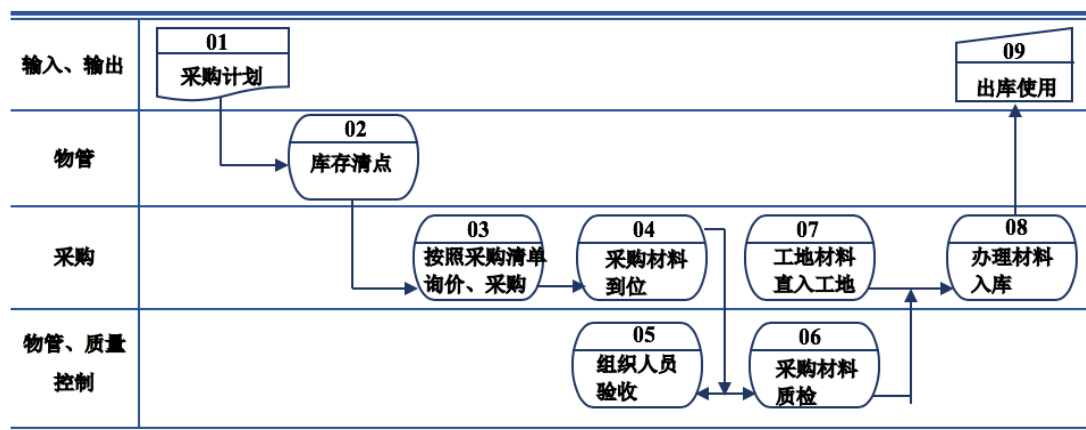 输入、输出
01
采购计划
09
出库使用
物管
02
库存清点
采购
03
按照采购清单
询价、采购
04
采购材料
到位
07
工地材料
直入工地
08
办理材料
入库
物管、质量
控制
05
组织人员
验收
06
采购材料
质检